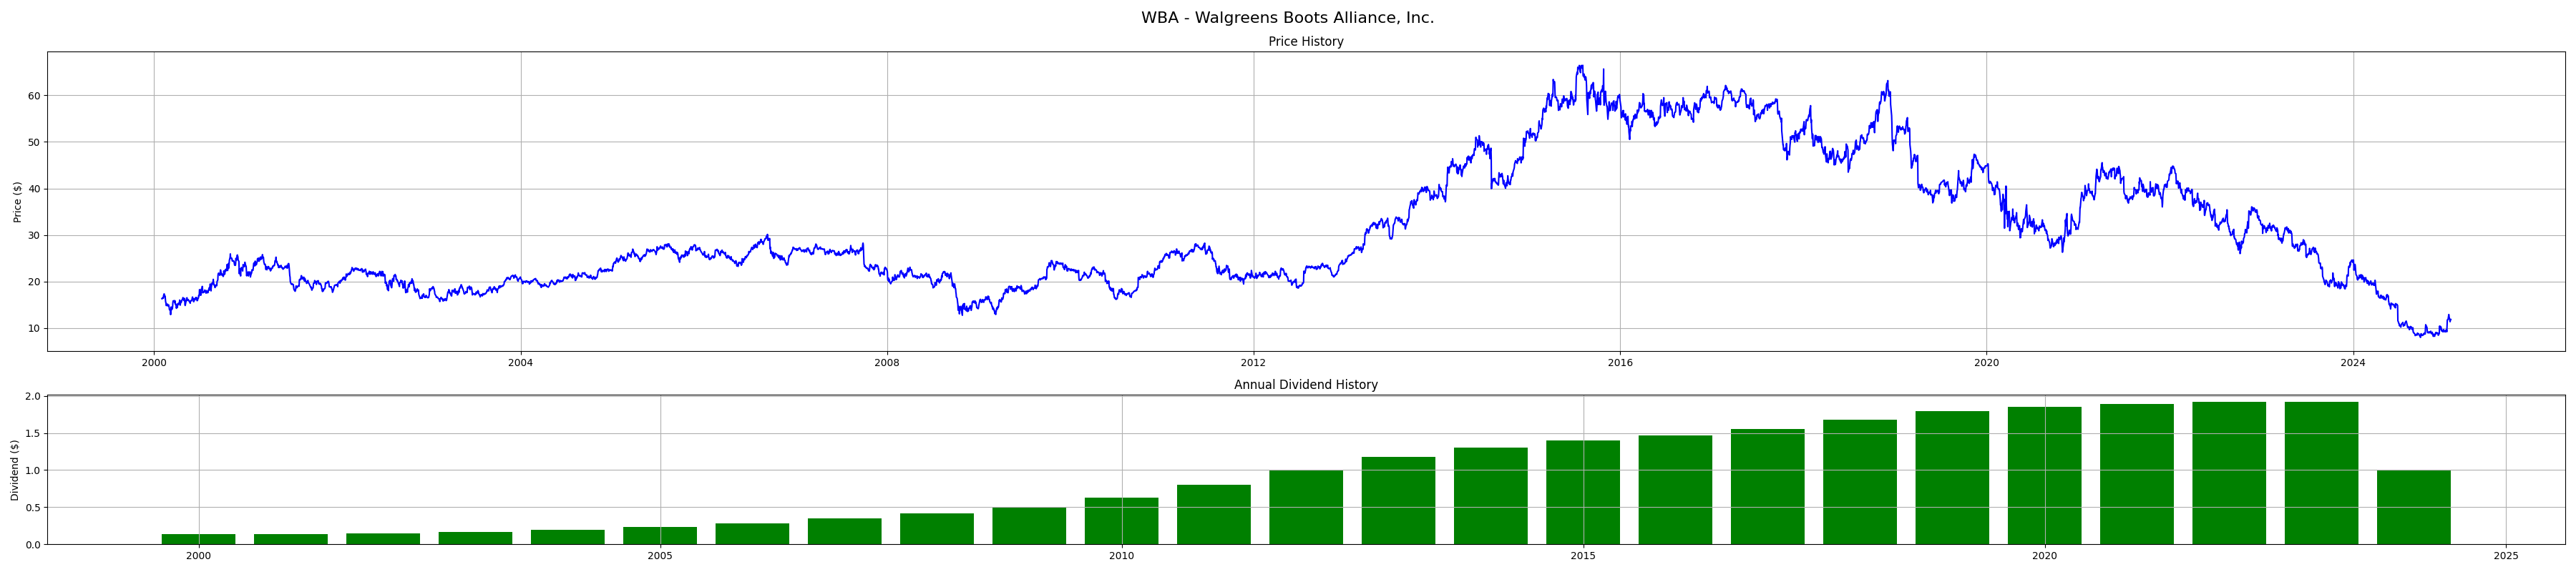 WBA - Walgreens Boots Alliance, Inc.
Price History
Price ($)
60
50
40
30
20
10
2000 2004 2008 2012 2016 2020 2024
Annual Dividend History
Dividend ($)
2.0
1.5
1.0
0.5
0.0
2000 2005 2010 2015 2020 2025